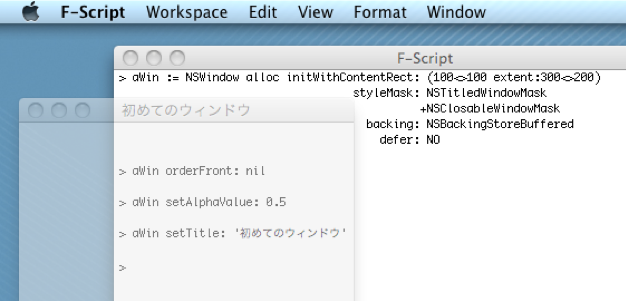 F-Script Workspace Edit View Format Window
F-Script
> aWin := NSWindow alloc initWithContentRect: (100<>100 extent:300<>200)
styleMask: NSTitledWindowMask
+NSClosableWindowMask
backing: NSBackingStoreBuffered
defer: NO
初めてのウィンドウ
> aWin orderFront: nil
> aWin setAlphaValue: 0.5
> aWin setTitle: '初めてのウィンドウ'
>